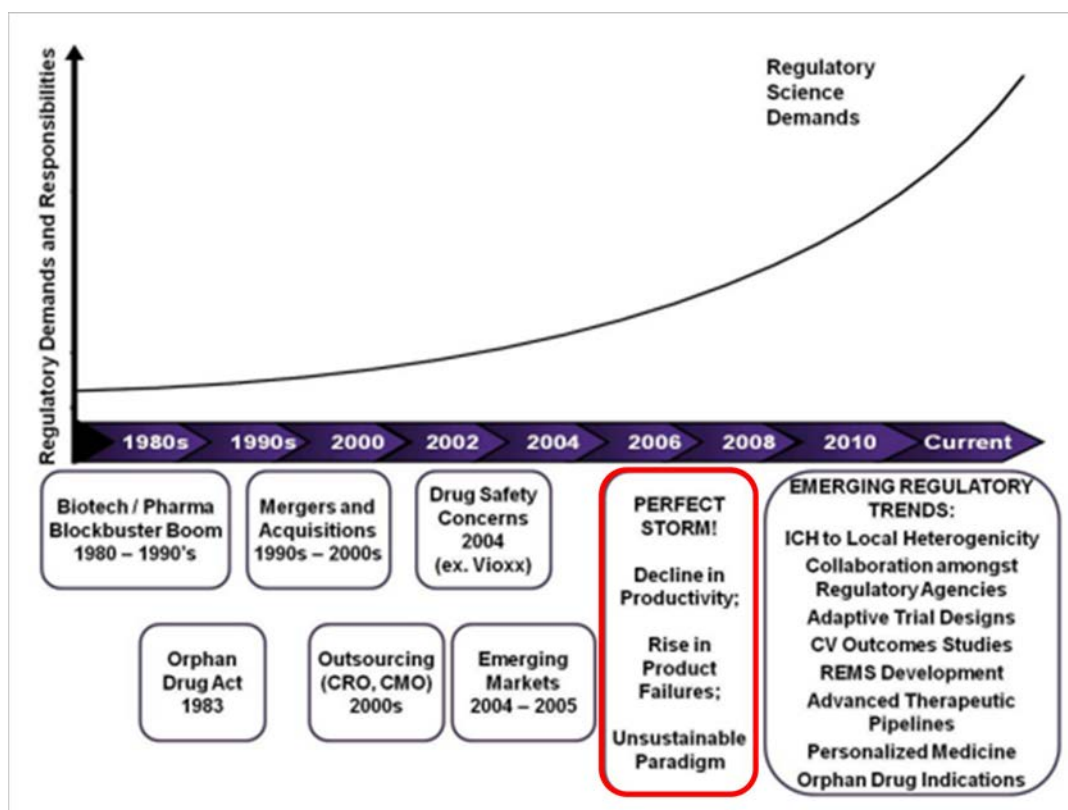 Regulatory Demands and Responsibilities
Regulatory
Science
Demands
1980s
1990s
2000
2002
2004
2006
2008
2010
Current
Biotech / Pharma
Blockbuster Boom
1980 – 1990's
Mergers and
Acquisitions
1990s – 2000s
Drug Safety
Concerns
2004
(ex. Vioxx)
Orphan
Drug Act
1983
Outsourcing
(CRO, CMO)
2000s
Emerging
Markets
2004 – 2005
PERFECT
STORM!
Decline in
Productivity;
Rise in
Product
Failures;
Unsustainable
Paradigm
EMERGING REGULATORY
TRENDS:
ICH to Local Heterogenicity
Collaboration amongst
Regulatory Agencies
Adaptive Trial Designs
CV Outcomes Studies
REMS Development
Advanced Therapeutic
Pipelines
Personalized Medicine
Orphan Drug Indications